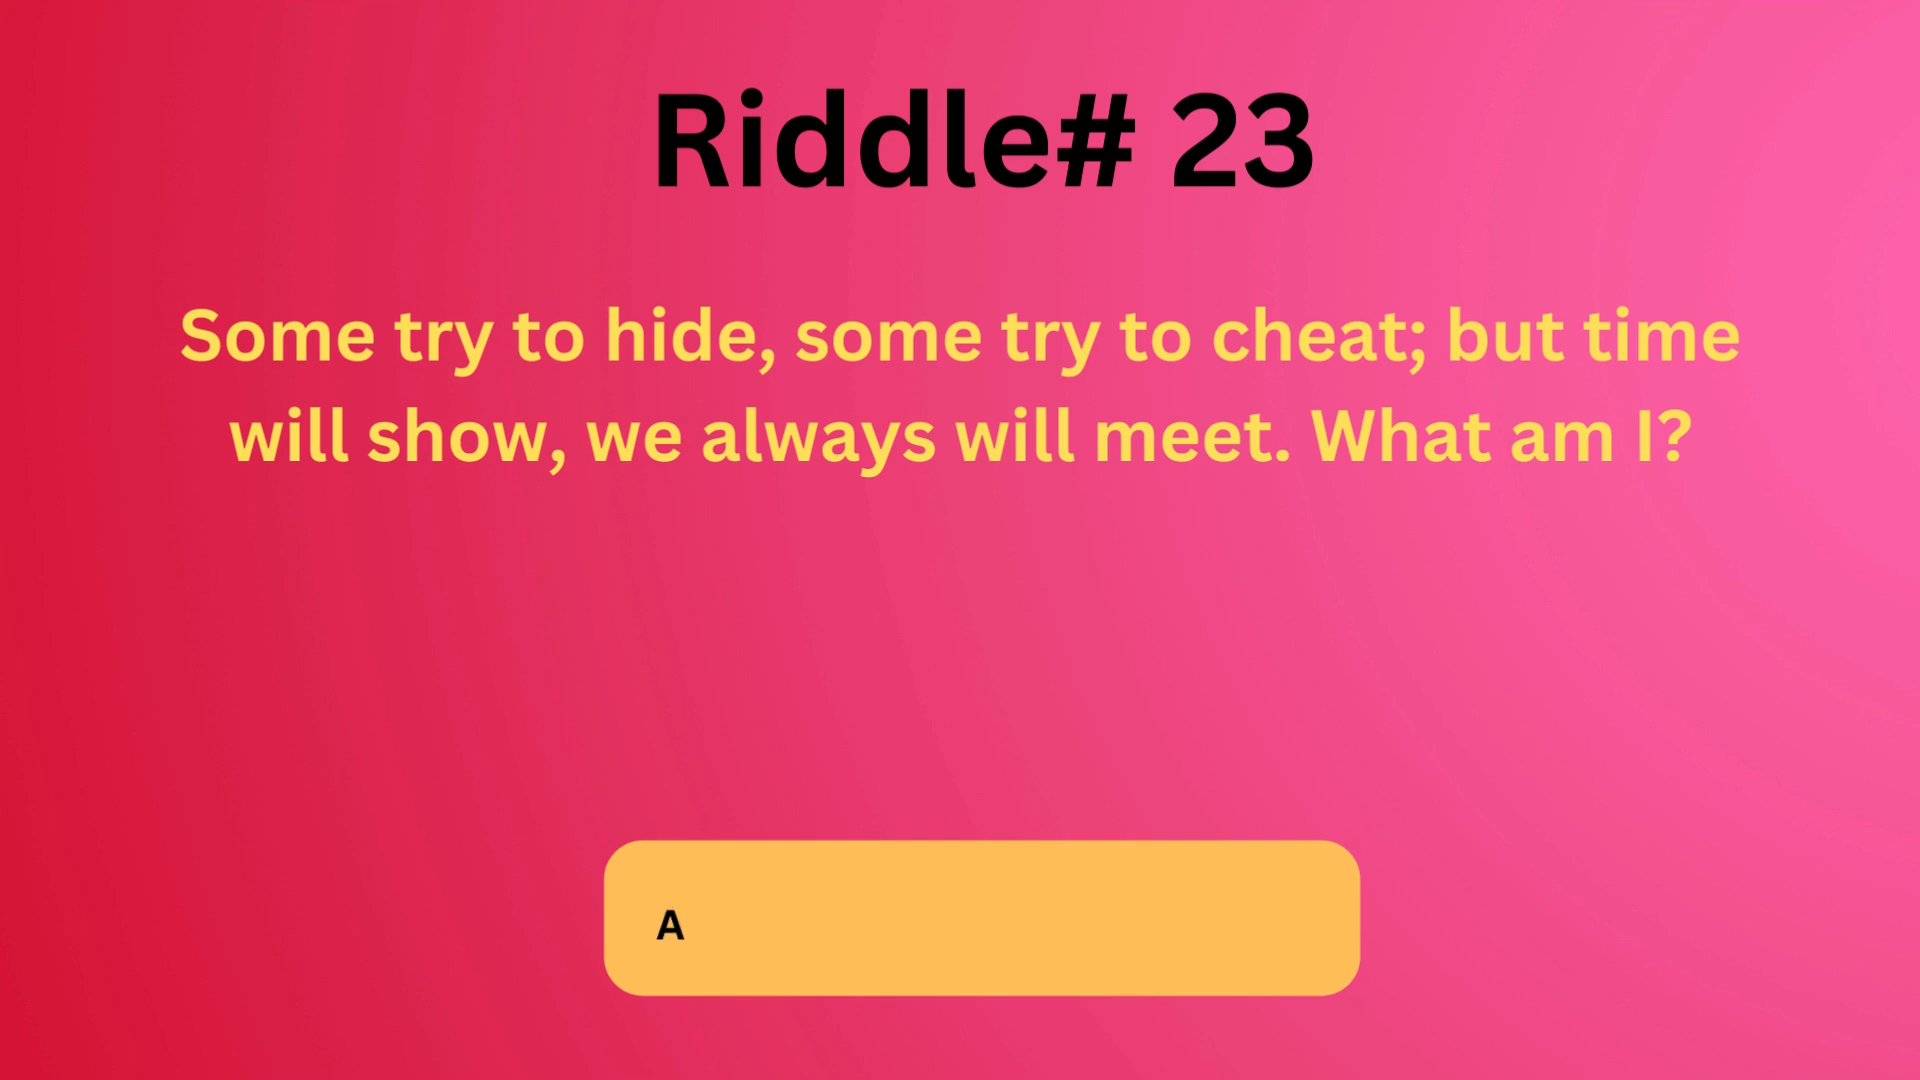 Riddle# 23
Some try to hide, some try to cheat; but time
will show, we always will meet. What am I?
A